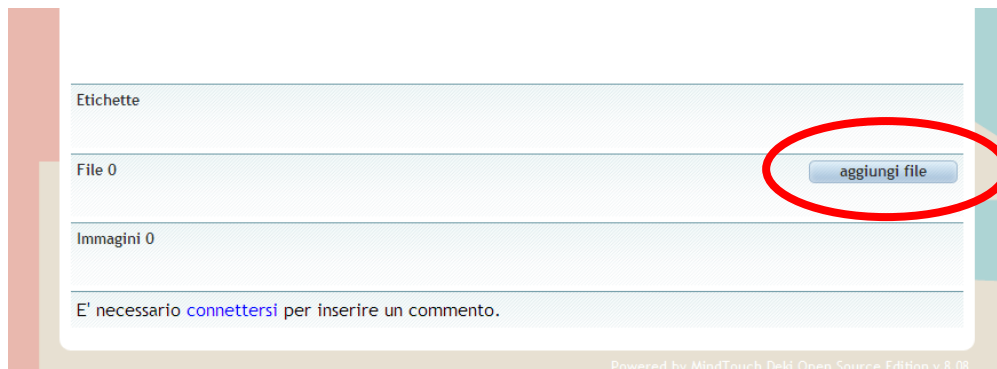 Etichette
File 0
aggiungi file
Immagini 0
E' necessario connettersi per inserire un commento.
Powered by MindTouch Deki Open Source Edition v.8.08